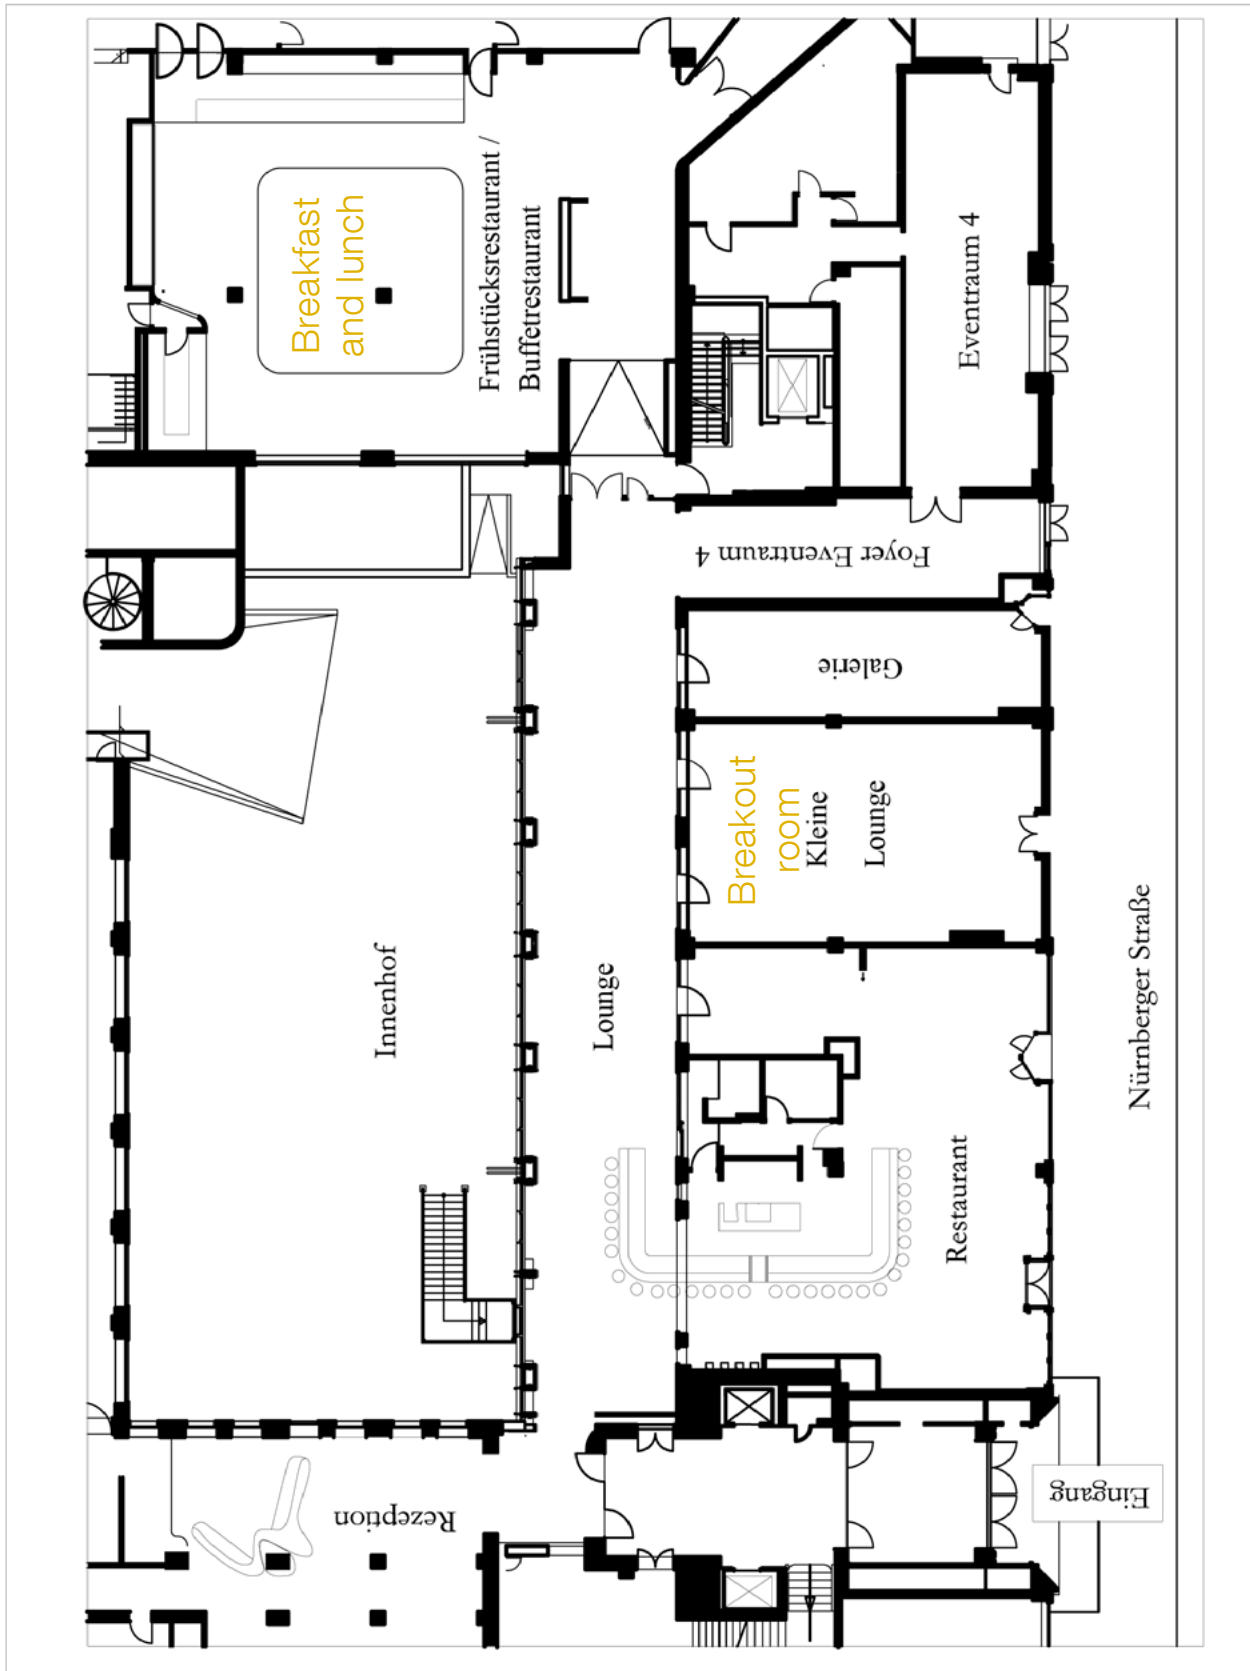 Breakfast
and lunch
Frühstücksrestaurant /
Buffetrestaurant
Eventraum 4
Foyer Eventraum 4
Galerie
Breakout
room
Kleine
Lounge
Innenhof
Lounge
Nürnberger Straße
Restaurant
Rezeption
Eingang